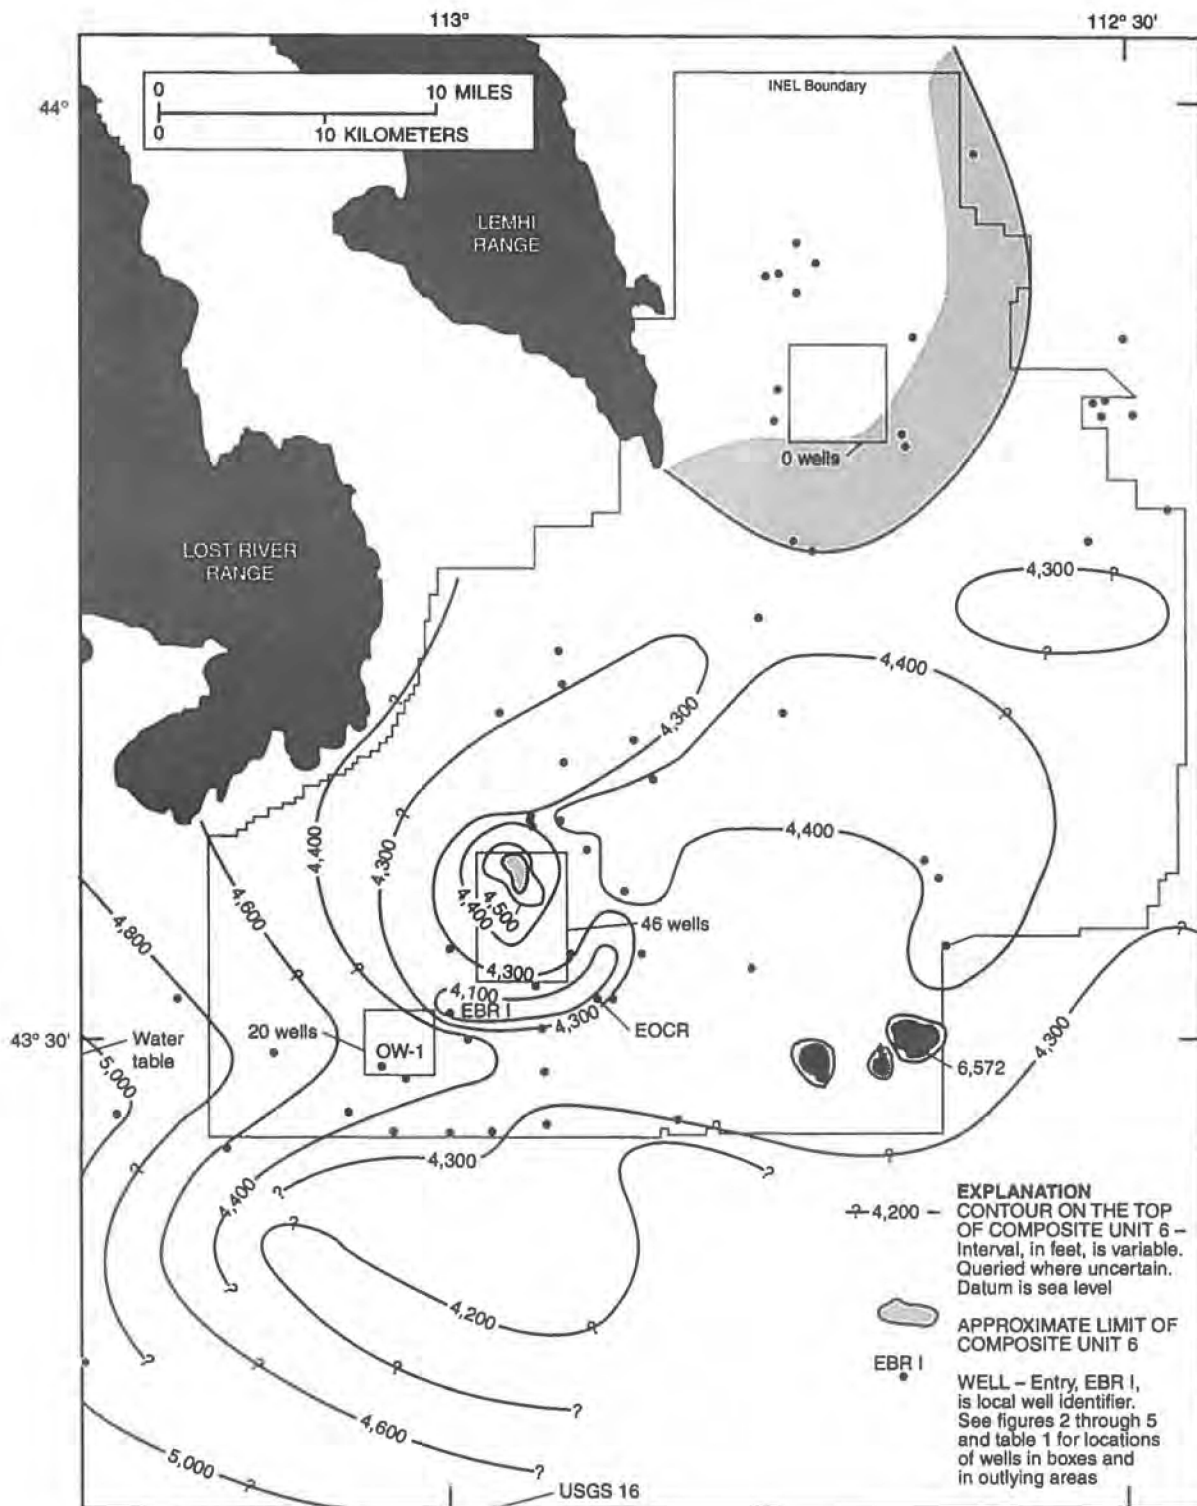 113°
112° 30'
0
10 MILES
0
10 KILOMETERS
INEL Boundary
44°
LEMHI
RANGE
0 wells
LOST RIVER
RANGE
4,300
?
?
4,400
?
?
4,300
?
4,400
4,300
4,400
4,600
4,500
4,400
46 wells
4,800
?
?
4,300
?
4,100
EBR I
4,300
EOCR
43° 30'
Water
table
20 wells
OW-1
4,300
5,000
6,572
?
?
4,300
?
?
?
4,400
?
?
?
4,200
?
?
?
?
?
4,600
?
5,000
?
?
USGS 16
EXPLANATION
? 4,200 –
CONTOUR ON THE TOP
OF COMPOSITE UNIT 6 –
Interval, in feet, is variable.
Queried where uncertain.
Datum is sea level
APPROXIMATE LIMIT OF
COMPOSITE UNIT 6
EBR I
WELL – Entry, EBR I,
is local well identifier.
See figures 2 through 5
and table 1 for locations
of wells in boxes and
in outlying areas